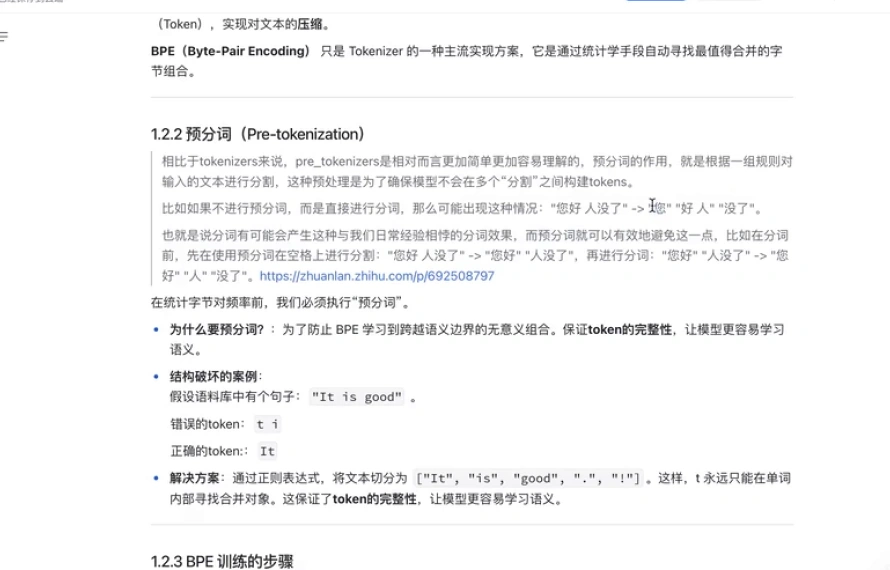 （Token），实现对文本的压缩。
BPE（Byte-Pair Encoding） 只是 Tokenizer 的一种主流实现方案，它是通过统计学手段自动寻找最值得合并的字
节组合。
1.2.2 预分词（Pre-tokenization）
相比于tokenizers来说，pre_tokenizers是相对而言更加简单更加容易理解的，预分词的作用，就是根据一组规则对
输入的文本进行分割，这种预处理是为了确保模型不会在多个“分割”之间构建tokens。
比如如果不进行预分词，而是直接进行分词，那么可能出现这种情况："您好 人没了" -> "您" "好 人" "没了"。
也就是说分词有可能会产生这种与我们日常经验相悖的分词效果，而预分词就可以有效地避免这一点，比如在分词
前，先在使用预分词在空格上进行分割："您好 人没了" -> "您好" "人没了"，再进行分词："您好" "人没了" -> "您
好" "人" "没了"。https://zhuanlan.zhihu.com/p/692508797
在统计字节对频率前，我们必须执行“预分词”。
为什么要预分词？：为了防止 BPE 学习到跨越语义边界的无意义组合。保证token的完整性，让模型更容易学习
语义。
结构破坏的案例：
假设语料库中有个句子： "It is good" 。
错误的token： t i
正确的token:： It
解决方案：通过正则表达式，将文本切分为 ["It", "is", "good", ".", "!"] 。这样，t 永远只能在单词
内部寻找合并对象。这保证了token的完整性，让模型更容易学习语义。
1.2.3 BPE 训练的步骤